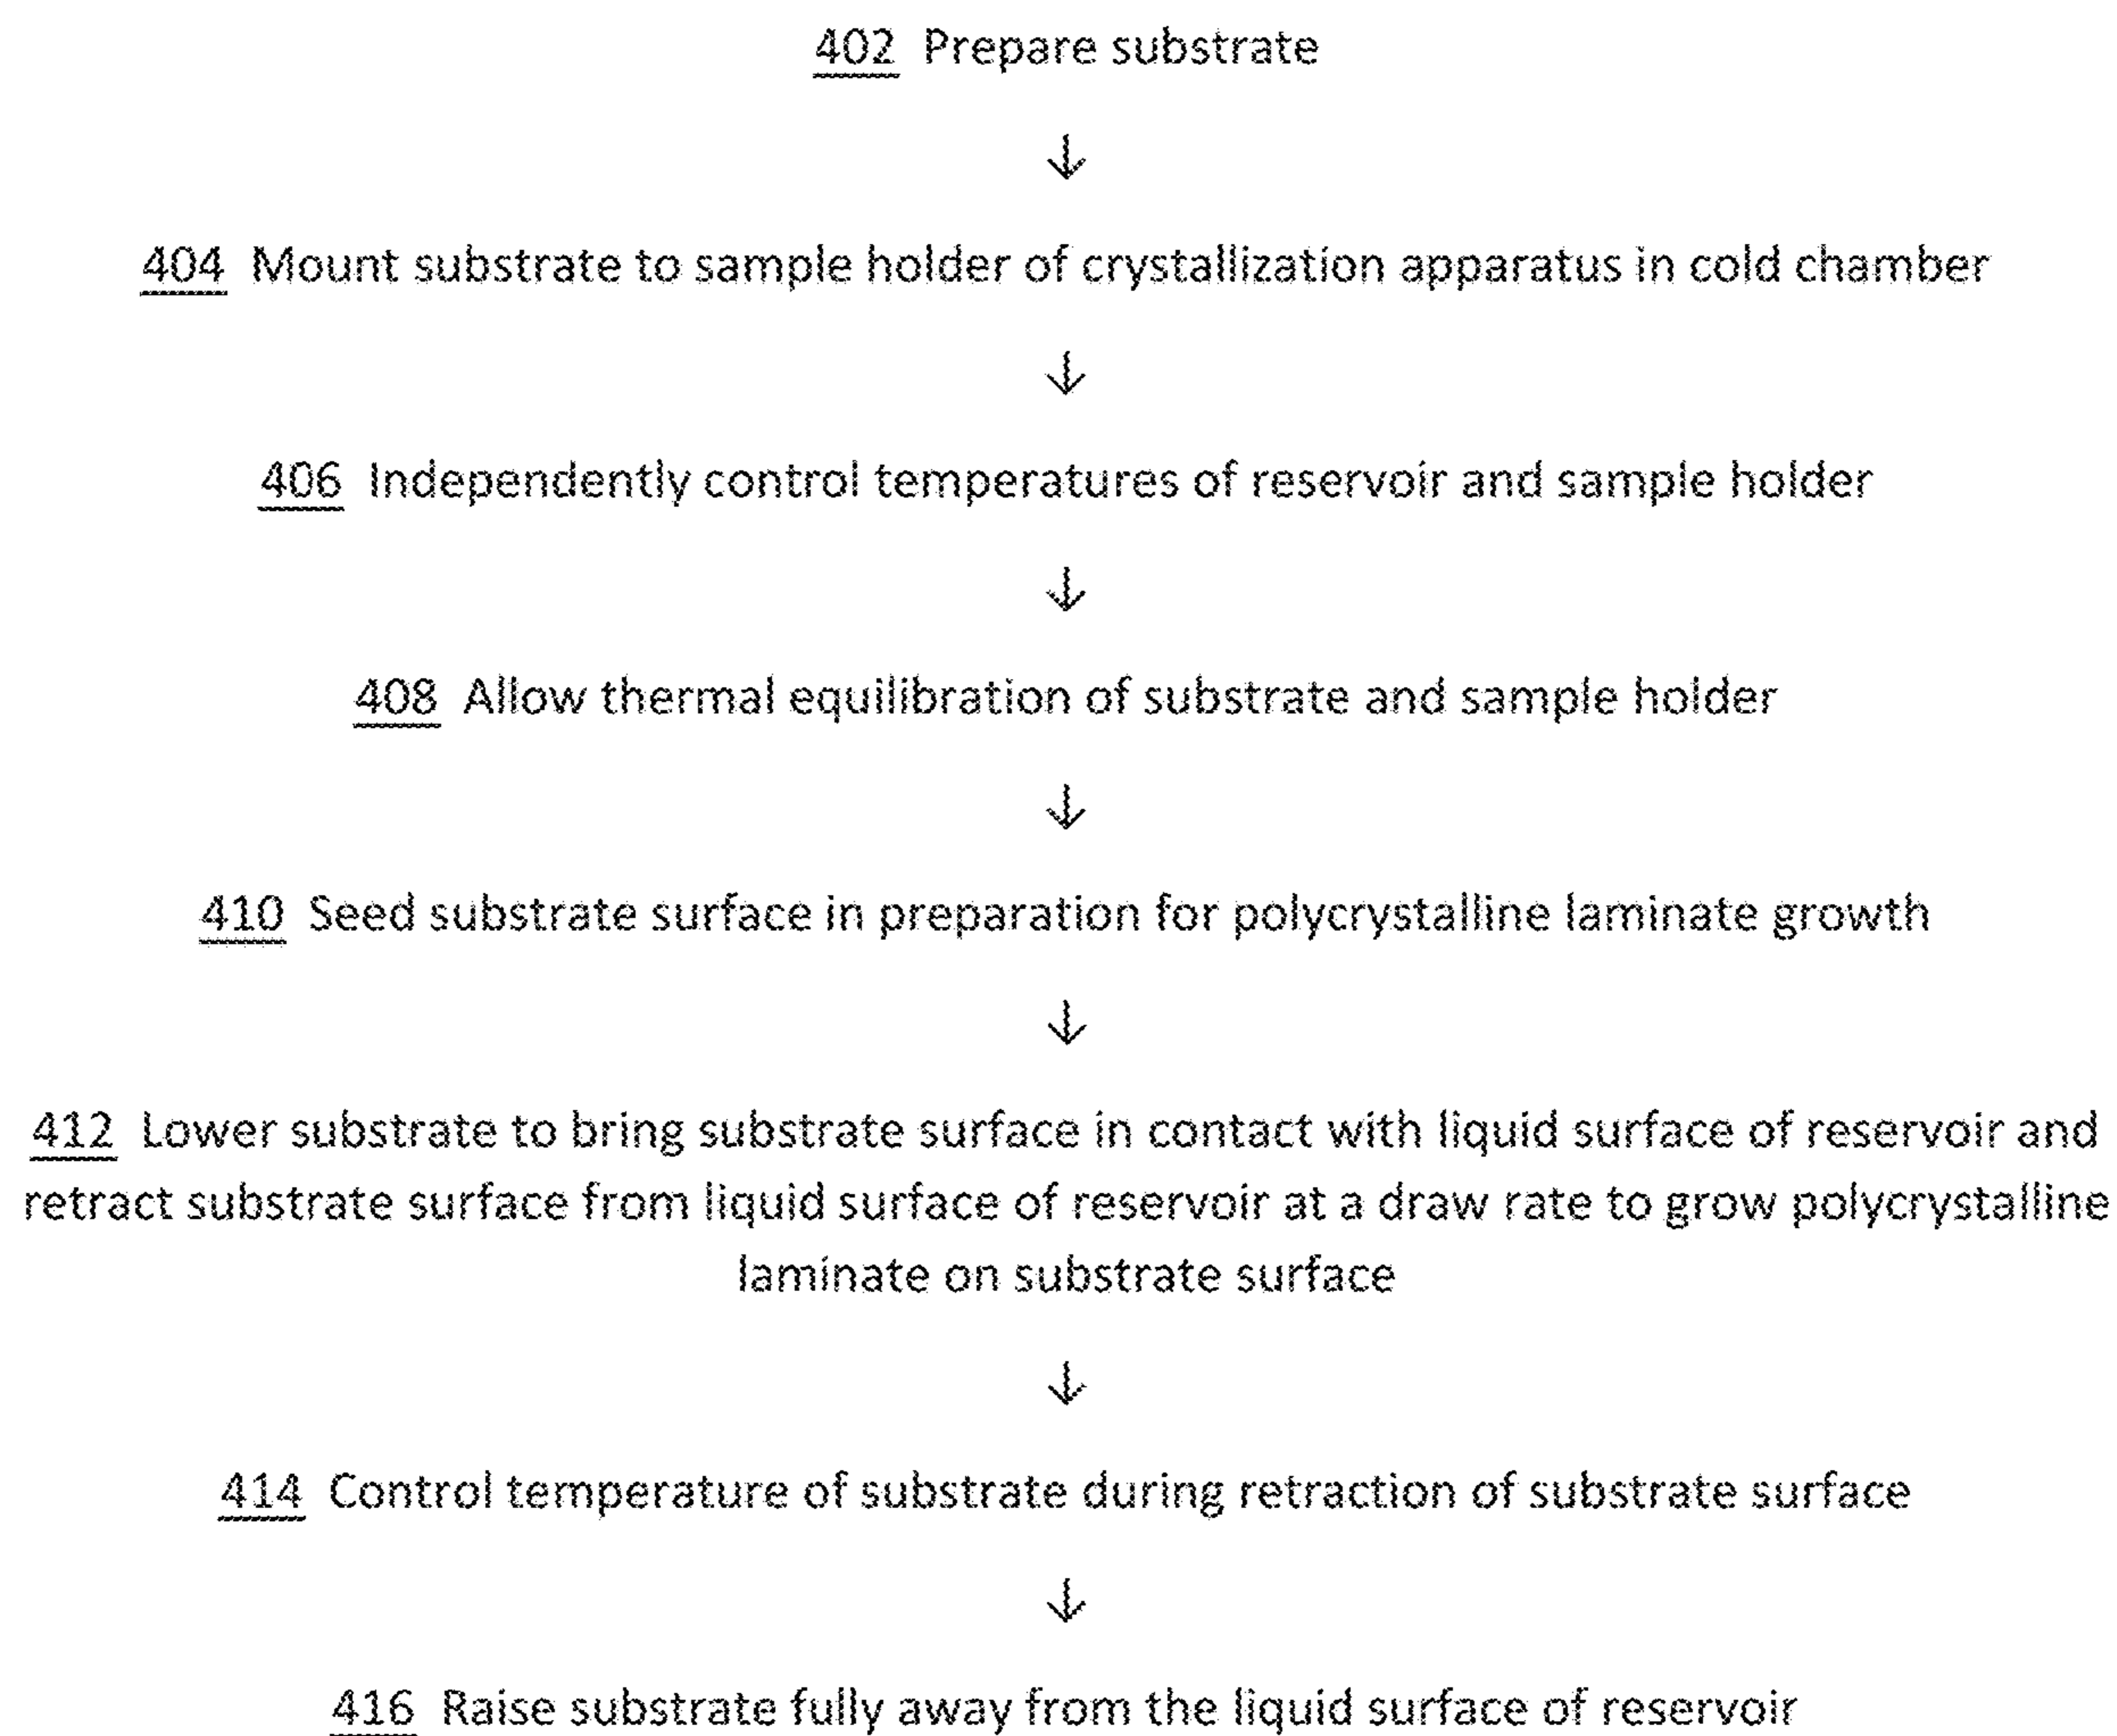 402 Prepare substrate
↓
404 Mount substrate to sample holder of crystallization apparatus in cold chamber
↓
406 Independently control temperatures of reservoir and sample holder
↓
408 Allow thermal equilibration of substrate and sample holder
↓
410 Seed substrate surface in preparation for polycrystalline laminate growth
↓
412 Lower substrate to bring substrate surface in contact with liquid surface of reservoir and
retract substrate surface from liquid surface of reservoir at a draw rate to grow polycrystalline
laminate on substrate surface
↓
414 Control temperature of substrate during retraction of substrate surface
↓
416 Raise substrate fully away from the liquid surface of reservoir